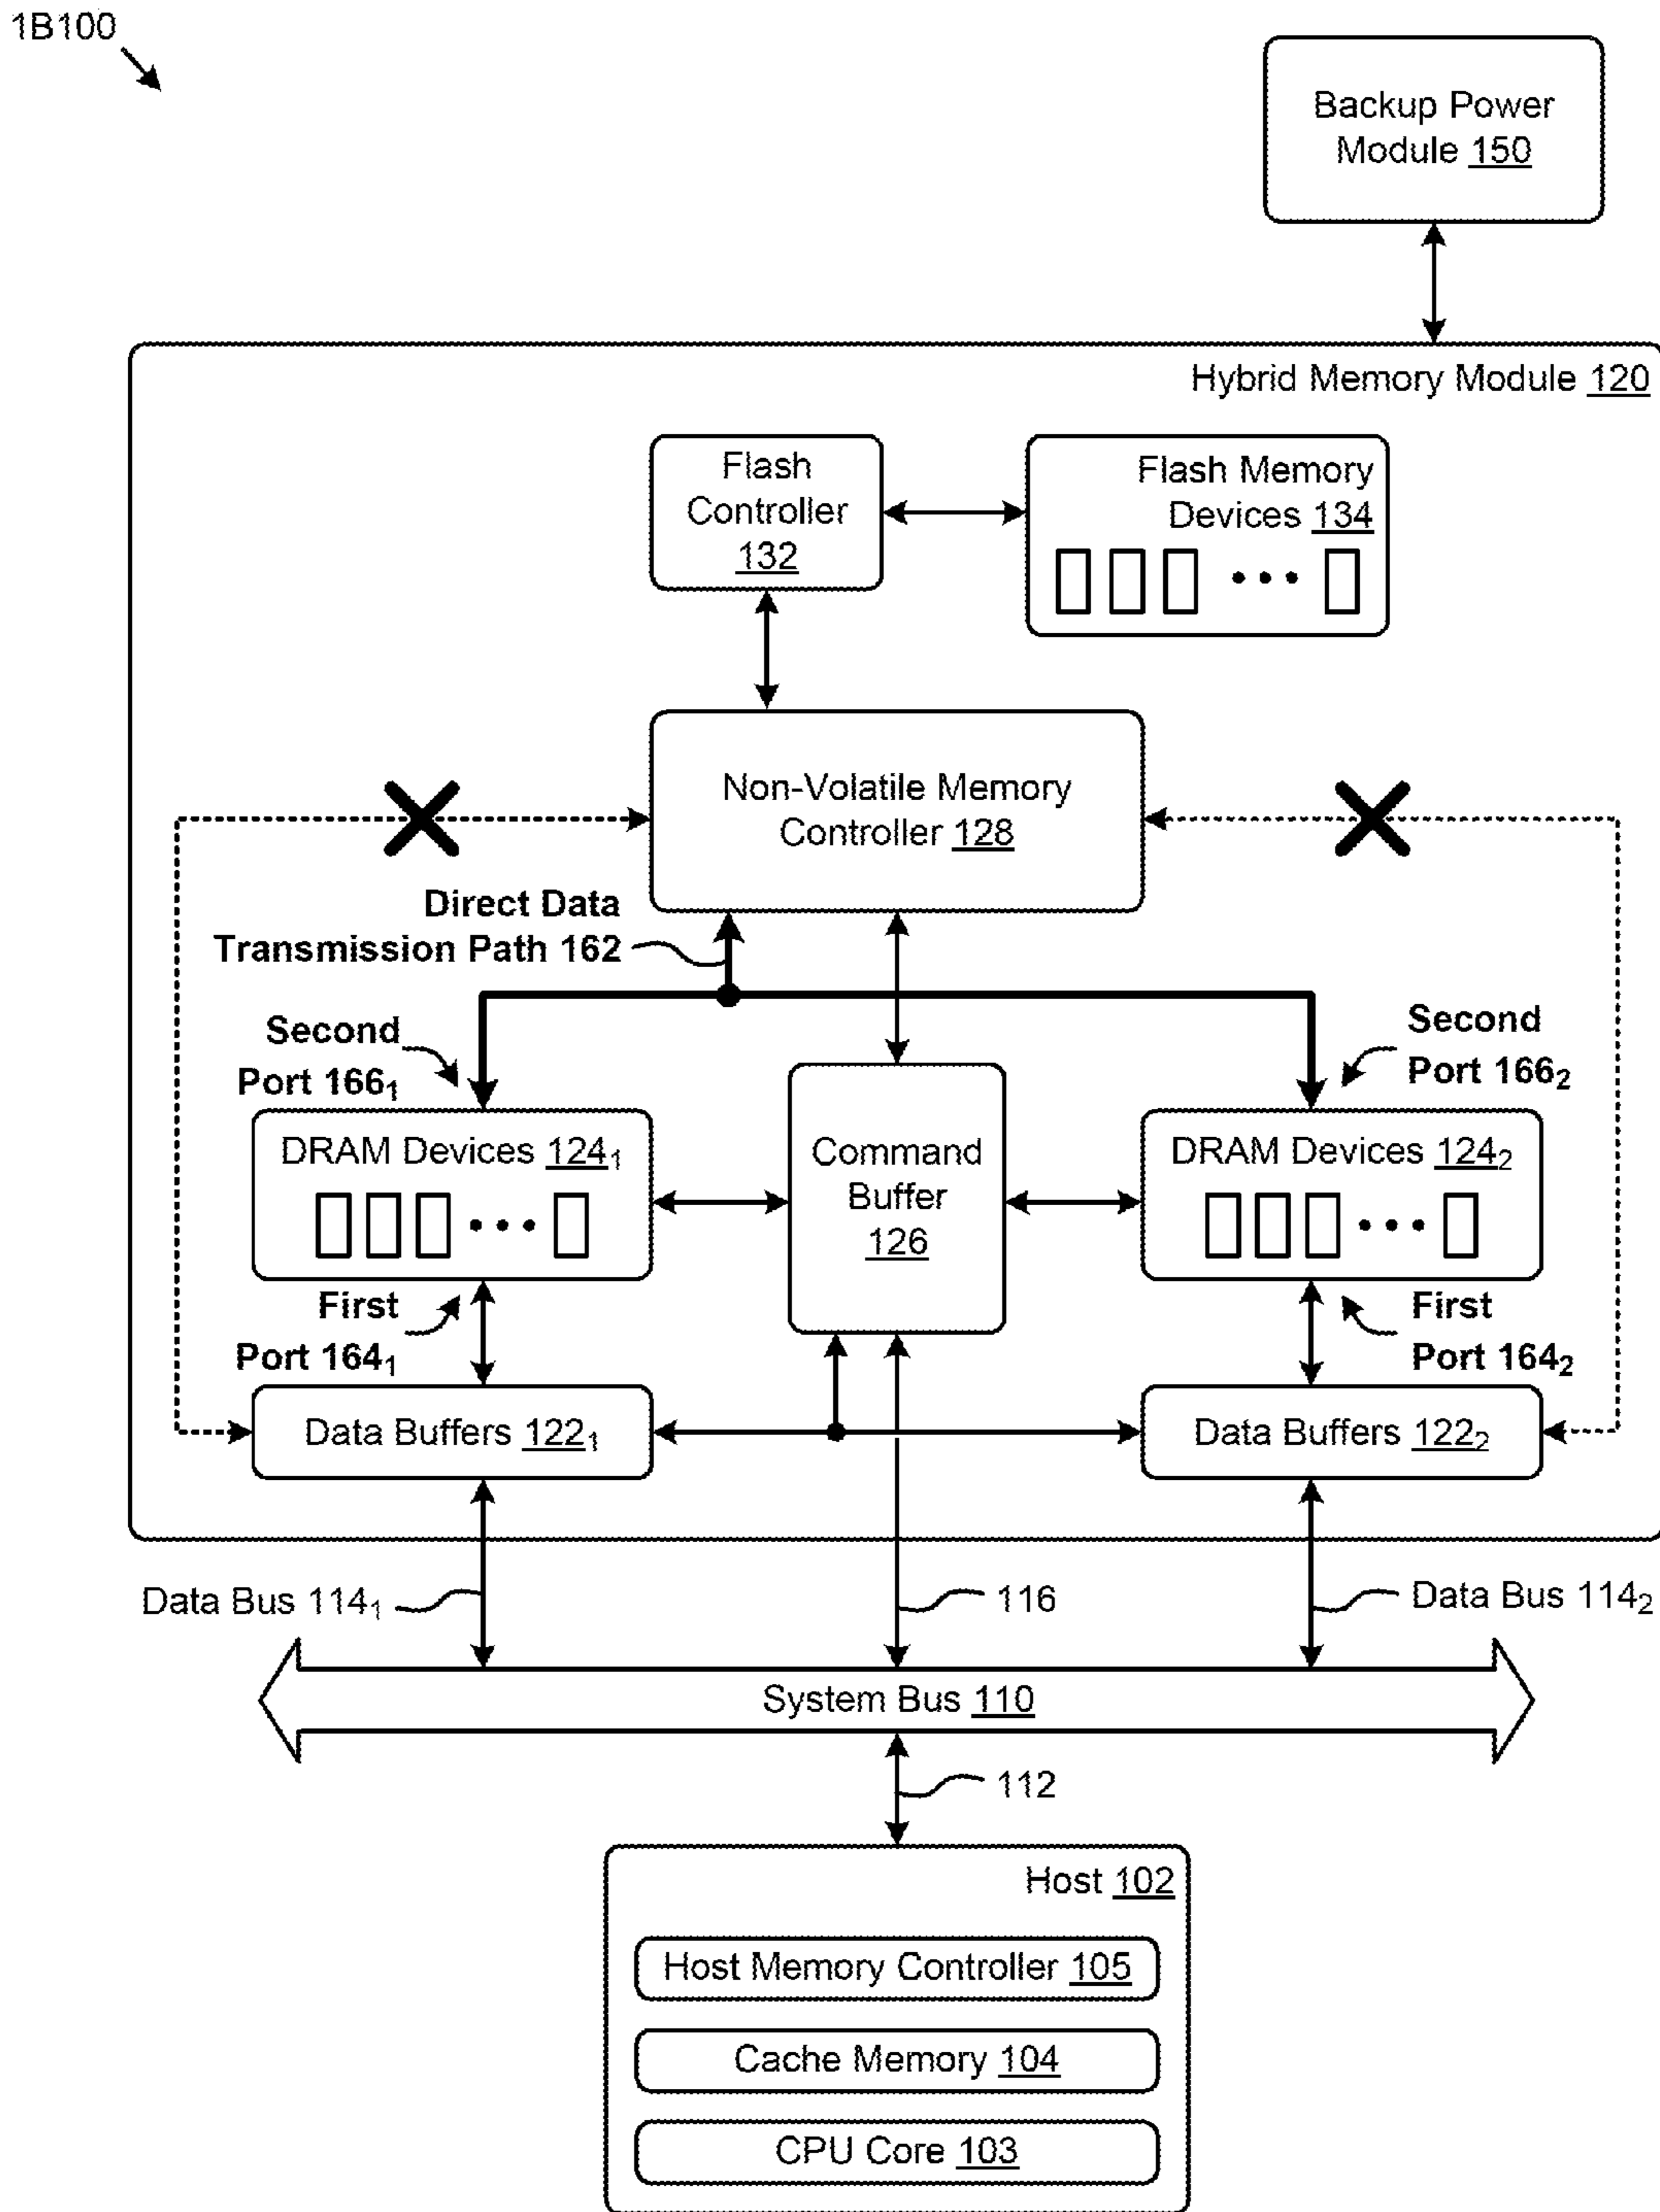 1B100
Backup Power
Module 150
Hybrid Memory Module 120
Flash
Controller
132
Flash Memory
Devices 134
Non-Volatile Memory
Controller 128
Direct Data
Transmission Path 162
Second
Port 166₁
Second
Port 166₂
DRAM Devices 124₁
Command
Buffer
126
DRAM Devices 124₂
First
Port 164₁
First
Port 164₂
Data Buffers 122₁
Data Buffers 122₂
Data Bus 114₁
116
Data Bus 114₂
System Bus 110
112
Host 102
Host Memory Controller 105
Cache Memory 104
CPU Core 103